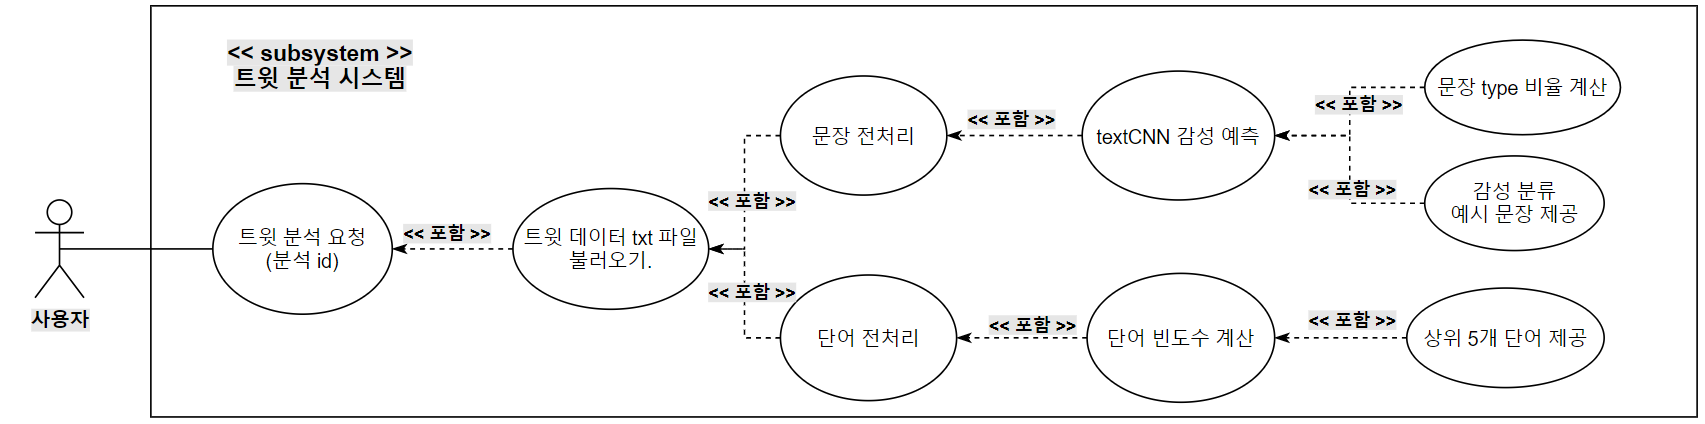 << subsystem >>
트윗 분석 시스템
사용자
트윗 분석 요청
(분석 id)
<< 포함 >>
트윗 데이터 txt 파일
불러오기.
<< 포함 >>
문장 전처리
<< 포함 >>
textCNN 감성 예측
<< 포함 >>
문장 type 비율 계산
<< 포함 >>
감성 분류
예시 문장 제공
<< 포함 >>
단어 전처리
<< 포함 >>
단어 빈도수 계산
<< 포함 >>
상위 5개 단어 제공